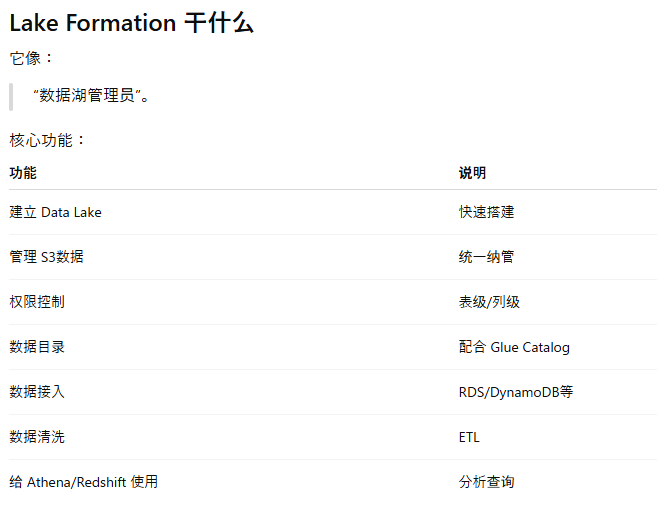 Lake Formation 干什么
它像：
“数据湖管理员”。
核心功能：
功能 说明
建立 Data Lake 快速搭建
管理 S3数据 统一纳管
权限控制 表级/列级
数据目录 配合 Glue Catalog
数据接入 RDS/DynamoDB等
数据清洗 ETL
给 Athena/Redshift 使用 分析查询